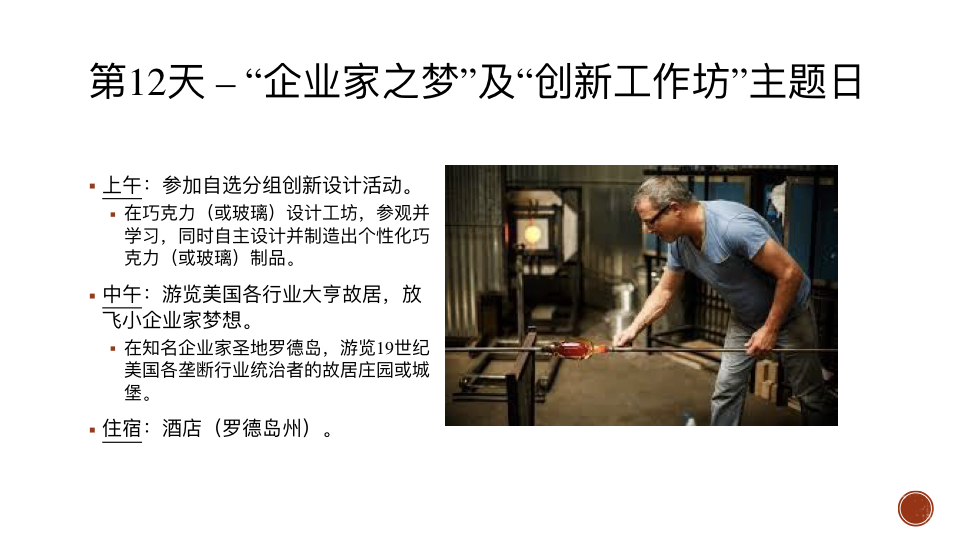 第12天 – “企业家之梦”及“创新工作坊”主题日
▪ 上午：参加自选分组创新设计活动。
▪ 在巧克力（或玻璃）设计工坊，参观并
学习，同时自主设计并制造出个性化巧
克力（或玻璃）制品。
▪ 中午：游览美国各行业大亨故居，放
飞小企业家梦想。
▪ 在知名企业家圣地罗德岛，游览19世纪
美国各垄断行业统治者的故居庄园或城
堡。
▪ 住宿：酒店（罗德岛州）。